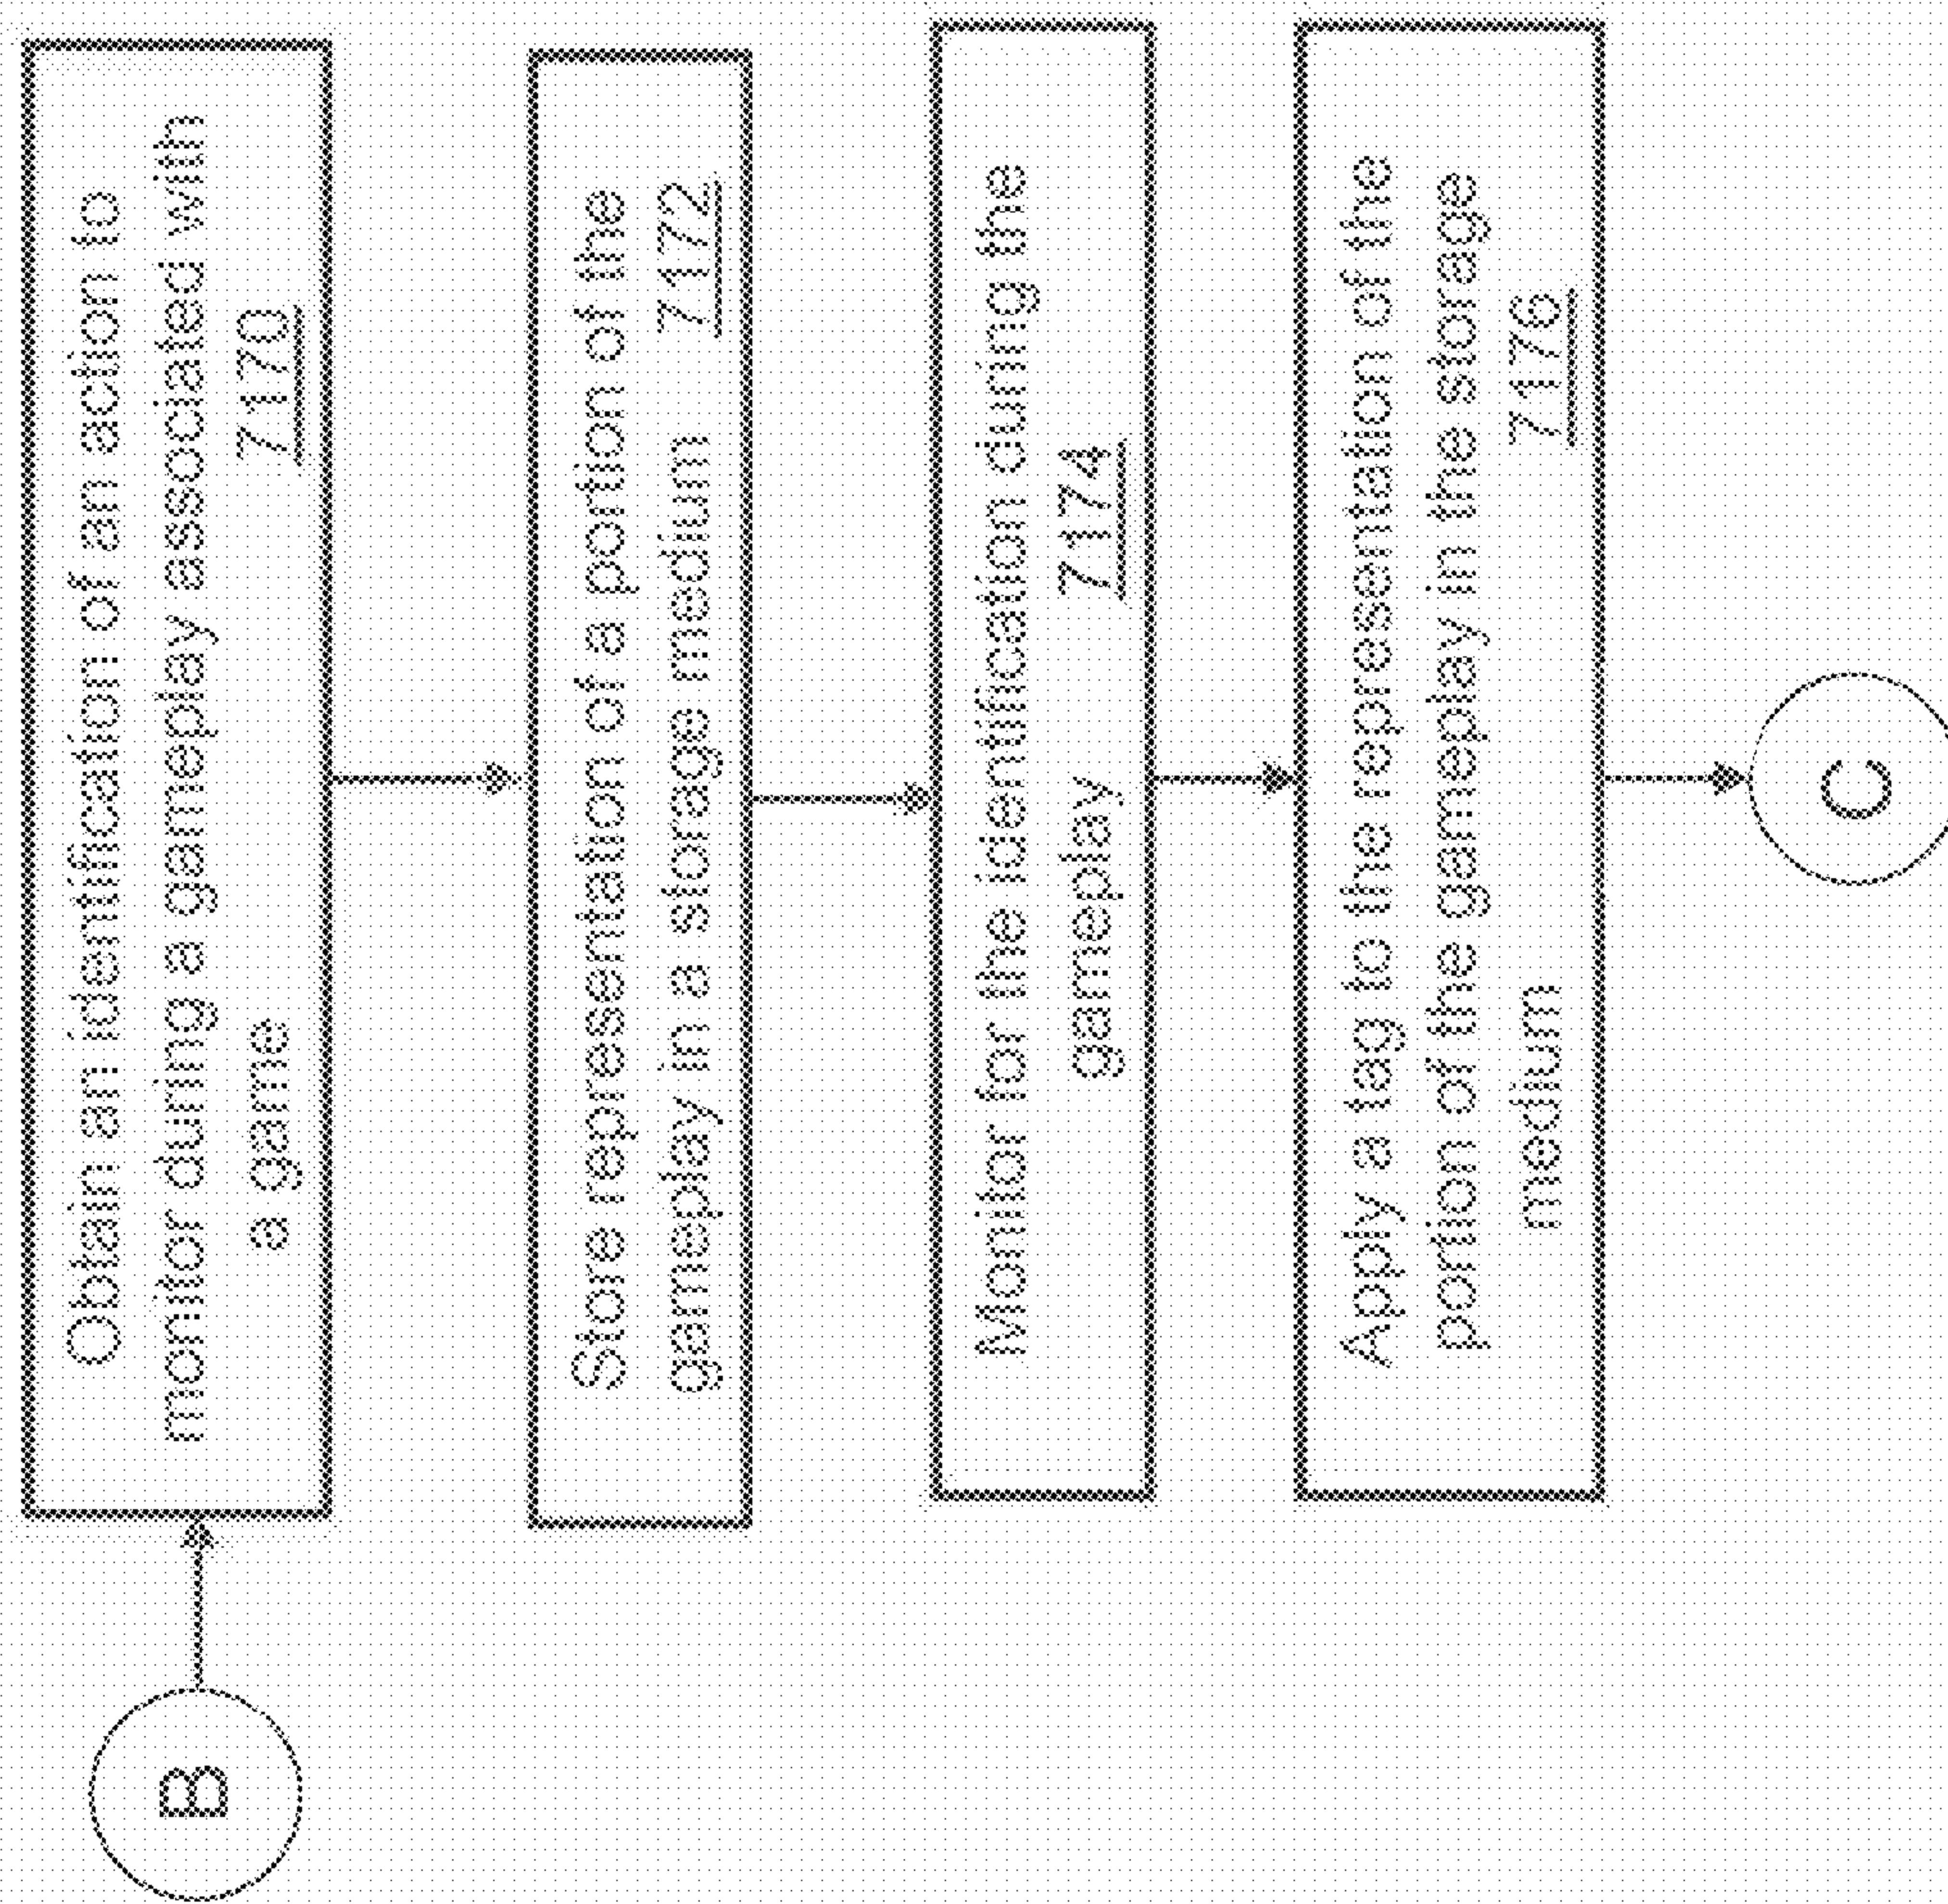 B
Obtain an identification of an action to
monitor during a gameplay associated with
a game 7170
Store representation of a portion of the
gameplay in a storage medium 7172
Monitor for the identification during the
gameplay 7174
Apply a tag to the representation of the
portion of the gameplay in the storage
medium 7176
C